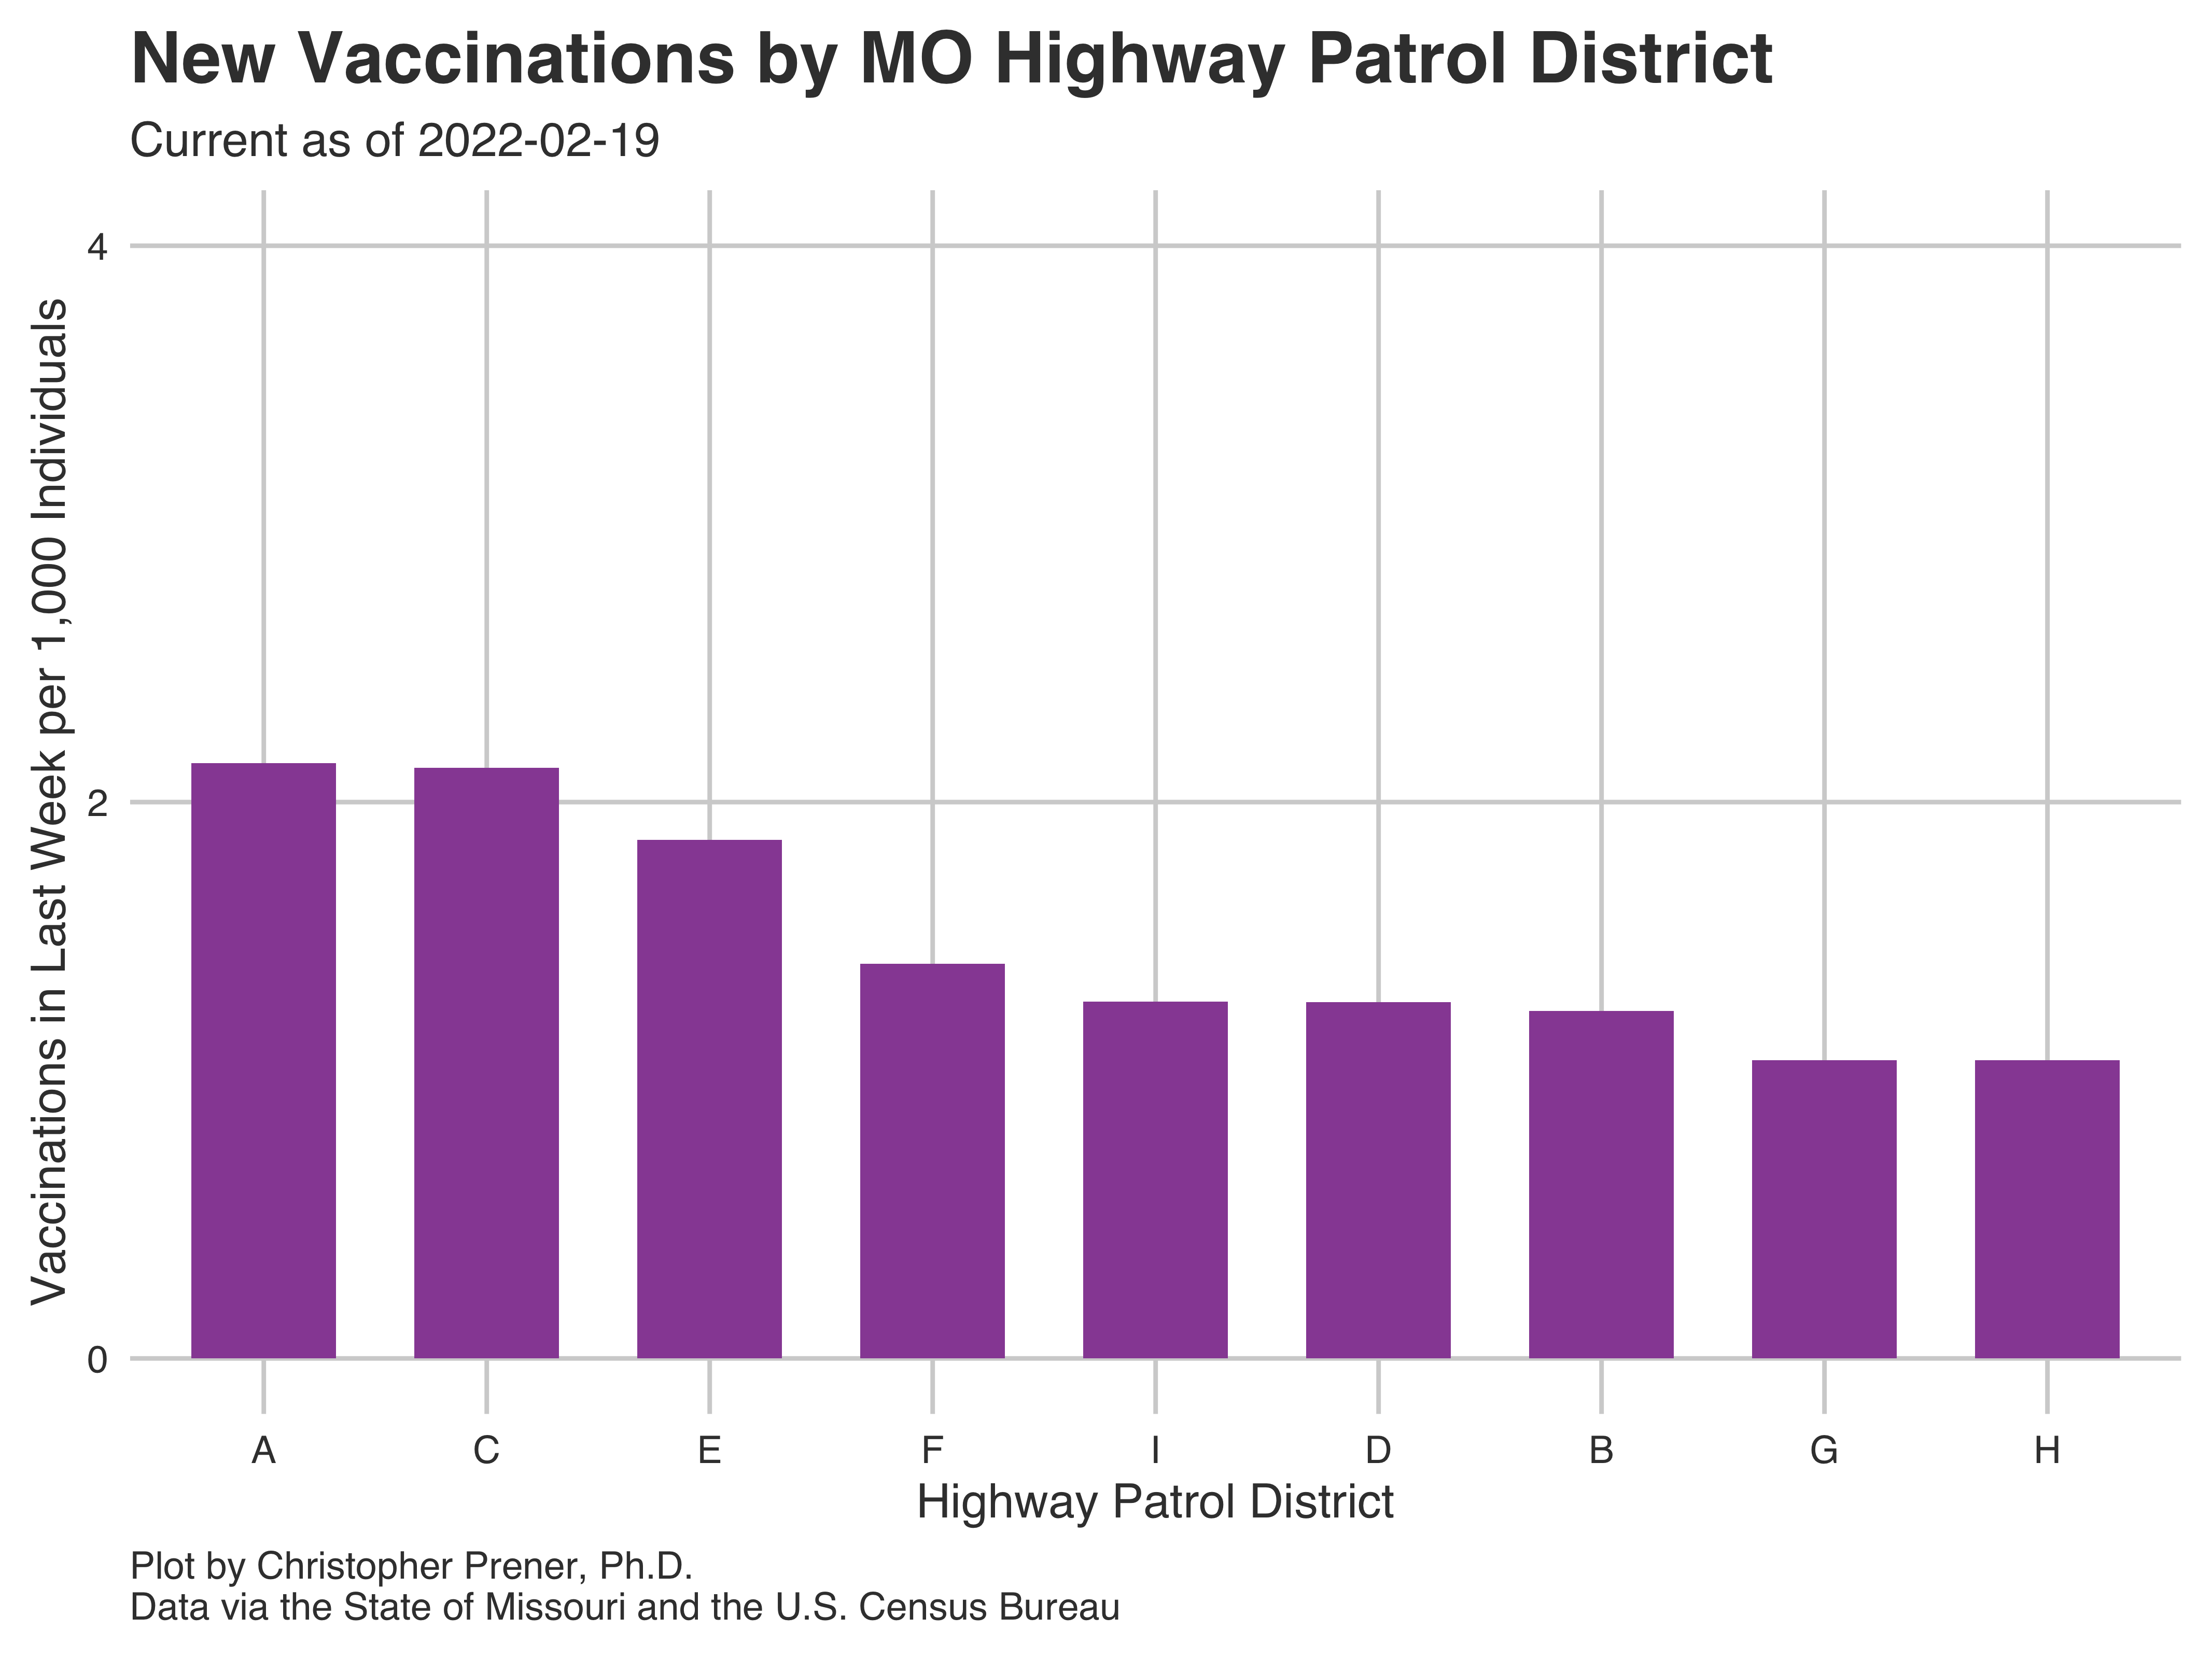 New Vaccinations by MO Highway Patrol District
Current as of 2022-02-19
Vaccinations in Last Week per 1,000 Individuals
4
2
0
A C E F I D B G H
Highway Patrol District
Plot by Christopher Prener, Ph.D.
Data via the State of Missouri and the U.S. Census Bureau